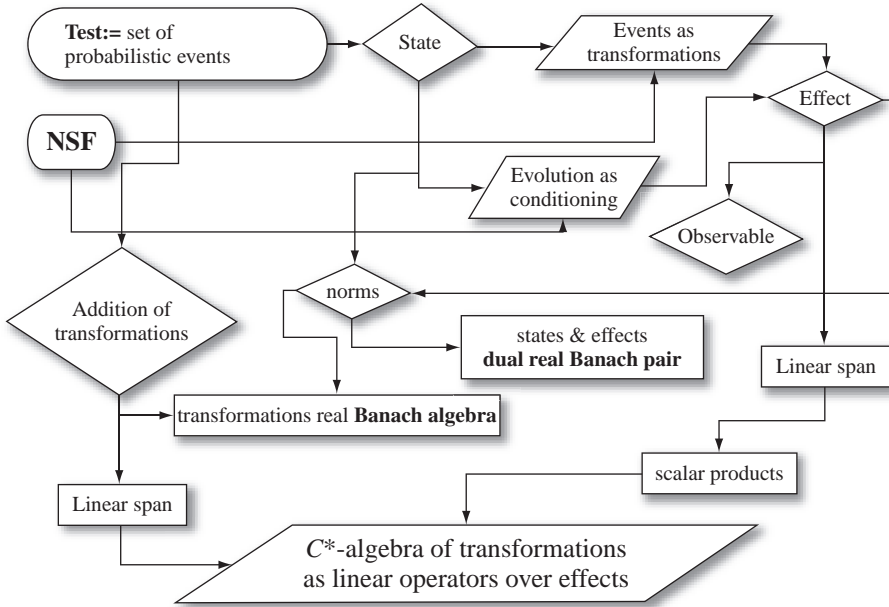 Test:= set of
probabilistic events
State
Events as
transformations
Effect
NSF
Evolution as
conditioning
Observable
Addition of
transformations
norms
states & effects
dual real Banach pair
Linear span
transformations real Banach algebra
scalar products
Linear span
C*-algebra of transformations
as linear operators over effects